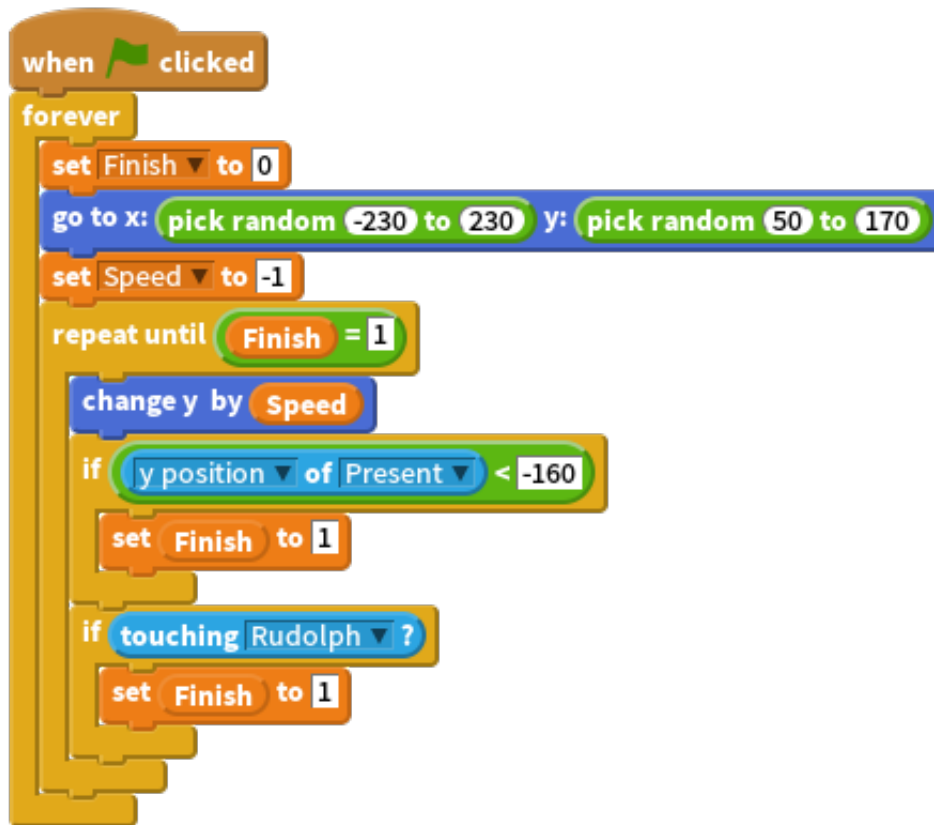 when clicked
forever
set Finish to 0
go to x: pick random -230 to 230 y: pick random 50 to 170
set Speed to -1
repeat until Finish = 1
change y by Speed
if y position of Present < -160
set Finish to 1
if touching Rudolph ?
set Finish to 1